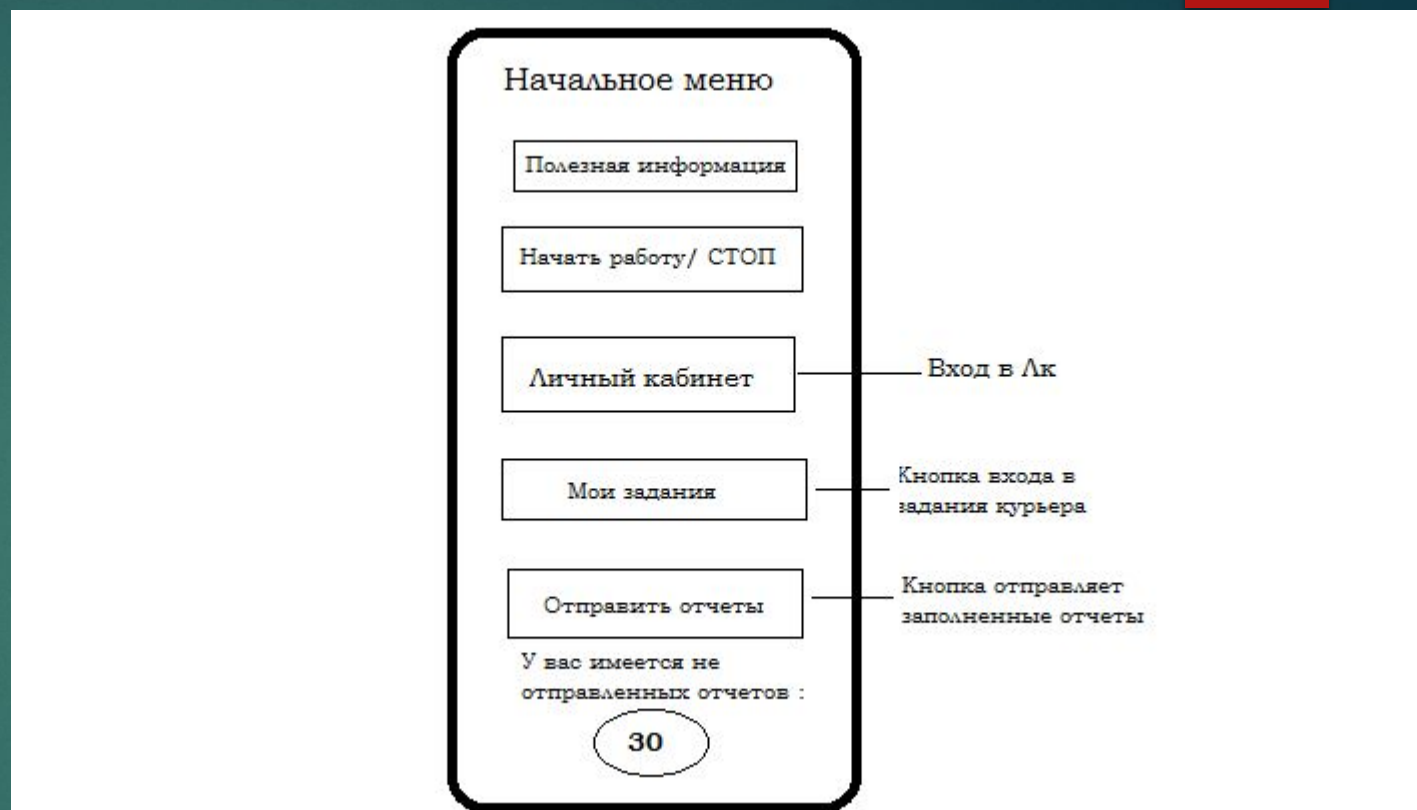 Начальное меню
Полезная информация
Начать работу/ СТОП
Личный кабинет
Вход в Лк
Мои задания
Кнопка входа в
задания курьера
Отправить отчеты
Кнопка отправляет
заполненные отчеты
У вас имеется не
отправленных отчетов :
30